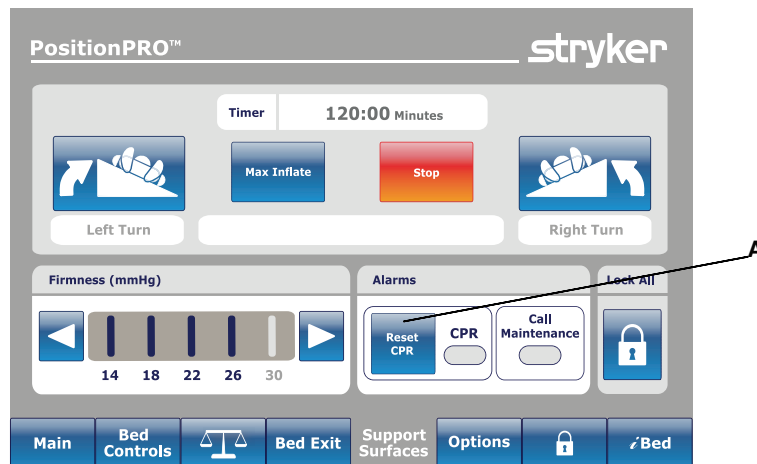 PositionPRO™
stryker
Timer
120:00 Minutes
Max Inflate
Stop
Left Turn
Right Turn
Firmness (mmHg)
Alarms
Lock All
A
Reset
CPR
CPR
Call
Maintenance
14 18 22 26 30
Main
Bed
Controls
Bed Exit
Support
Surfaces
Options
iBed